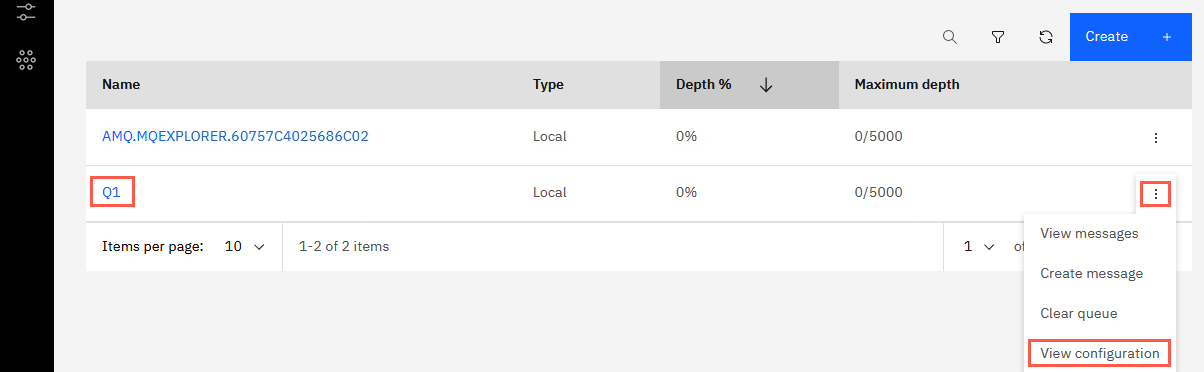 Create +
Name Type Depth % Maximum depth
AMQ.MQEXPLORER.60757C4025686C02 Local 0% 0/5000
Q1 Local 0% 0/5000
Items per page: 10 1-2 of 2 items 1 of
View messages
Create message
Clear queue
View configuration